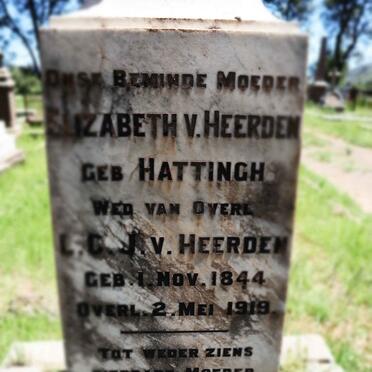 ONSE BEMINDE MOEDER
ELIZABETH V. HEERDEN
GEB HATTINGH
WED VAN OVERL
L.C.J. V. HEERDEN
GEB. 1. NOV. 1844
OVERL. 2. MEI 1919.
TOT WEDER ZIENS
MOEDER